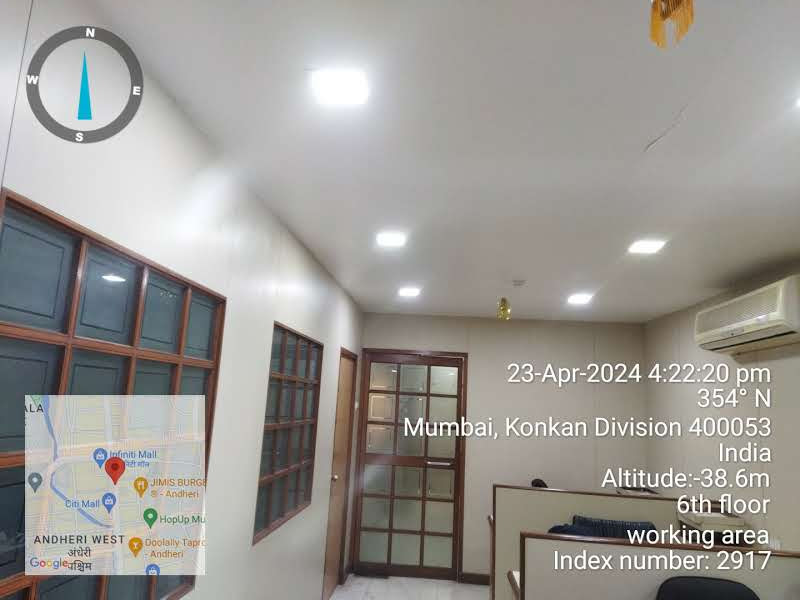 N
W
E
S
23-Apr-2024 4:22:20 pm
354° N
Mumbai, Konkan Division 400053
India
Altitude:-38.6m
6th floor
working area
Index number: 2917
ALA
Infiniti Mall
JIMIS BURGE
- Andheri
Citi Mall
HopUp Mu
ANDHERI WEST
अंधेरी
पश्चिम
Doolally Tapro
- Andheri
Google